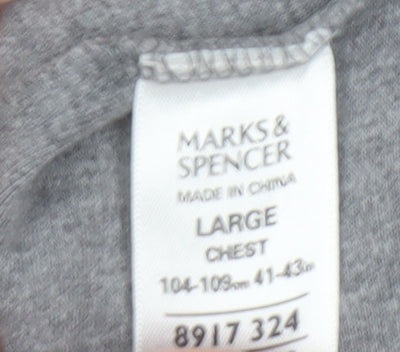 MARKS &
SPENCER
MADE IN CHINA
LARGE
CHEST
104-109cm 41-43in
8917 324